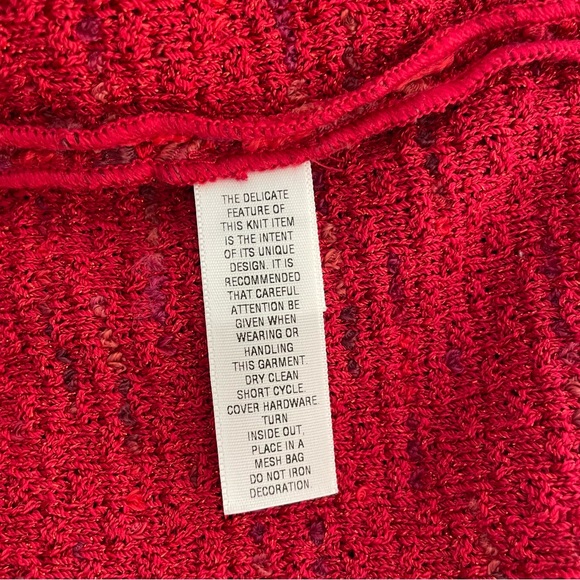 THE DELICATE
FEATURE OF
THIS KNIT ITEM
IS THE INTENT
OF ITS UNIQUE
DESIGN. IT IS
RECOMMENDED
THAT CAREFUL
ATTENTION BE
GIVEN WHEN
WEARING OR
HANDLING
THIS GARMENT.
DRY CLEAN
SHORT CYCLE.
COVER HARDWARE
TURN
INSIDE OUT,
PLACE IN A
MESH BAG
DO NOT IRON
DECORATION.